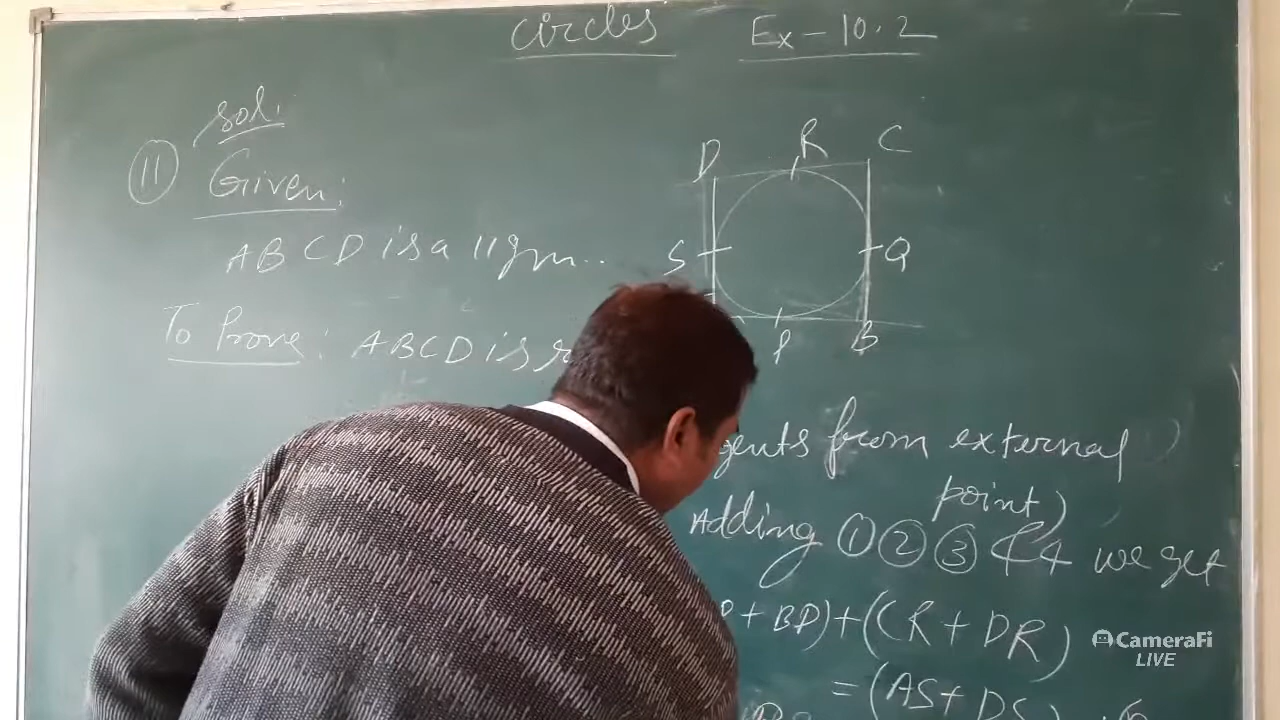 Circles Ex - 10.2
Sol.
11 Given:
ABCD is a ||gm..
To Prove: ABCD is
D R C
S Q
P B
gents from external
point)
Adding ① ② ③ & 4 we get
P + BP) + (CR + DR)
= (AS + DS)
CameraFi
LIVE